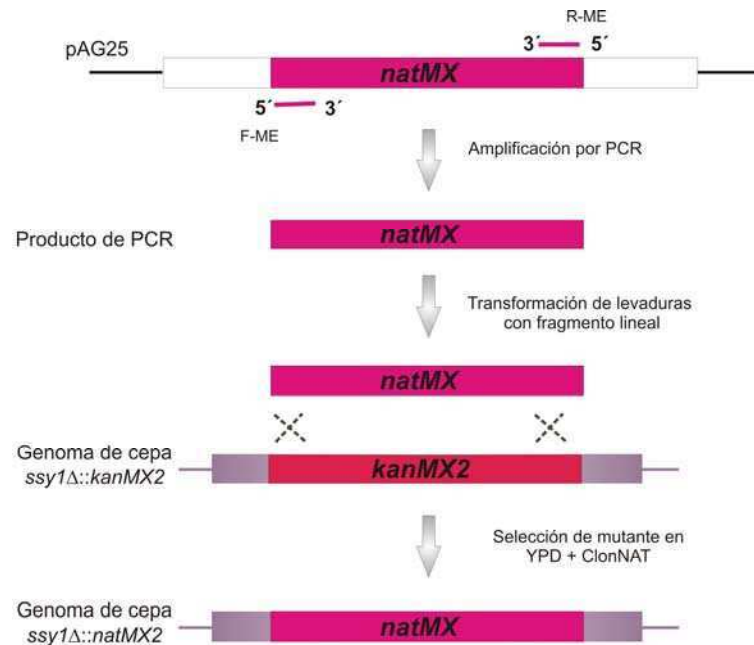 R-ME
pAG25
3´ 5´
natMX
5´ 3´
F-ME
Amplificación por PCR
Producto de PCR
natMX
Transformación de levaduras
con fragmento lineal
natMX
Genoma de cepa
ssy1Δ::kanMX2
kanMX2
Selección de mutante en
YPD + ClonNAT
Genoma de cepa
ssy1Δ::natMX2
natMX